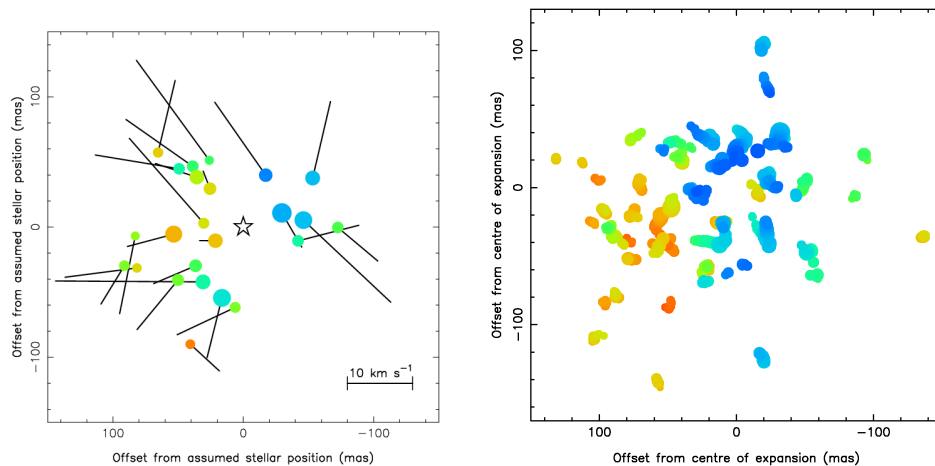 Offset from assumed stellar position (mas)
100
0
-100
10 km s⁻¹
100
0
-100
Offset from assumed stellar position (mas)
Offset from centre of expansion (mas)
100
0
-100
100
0
-100
Offset from centre of expansion (mas)